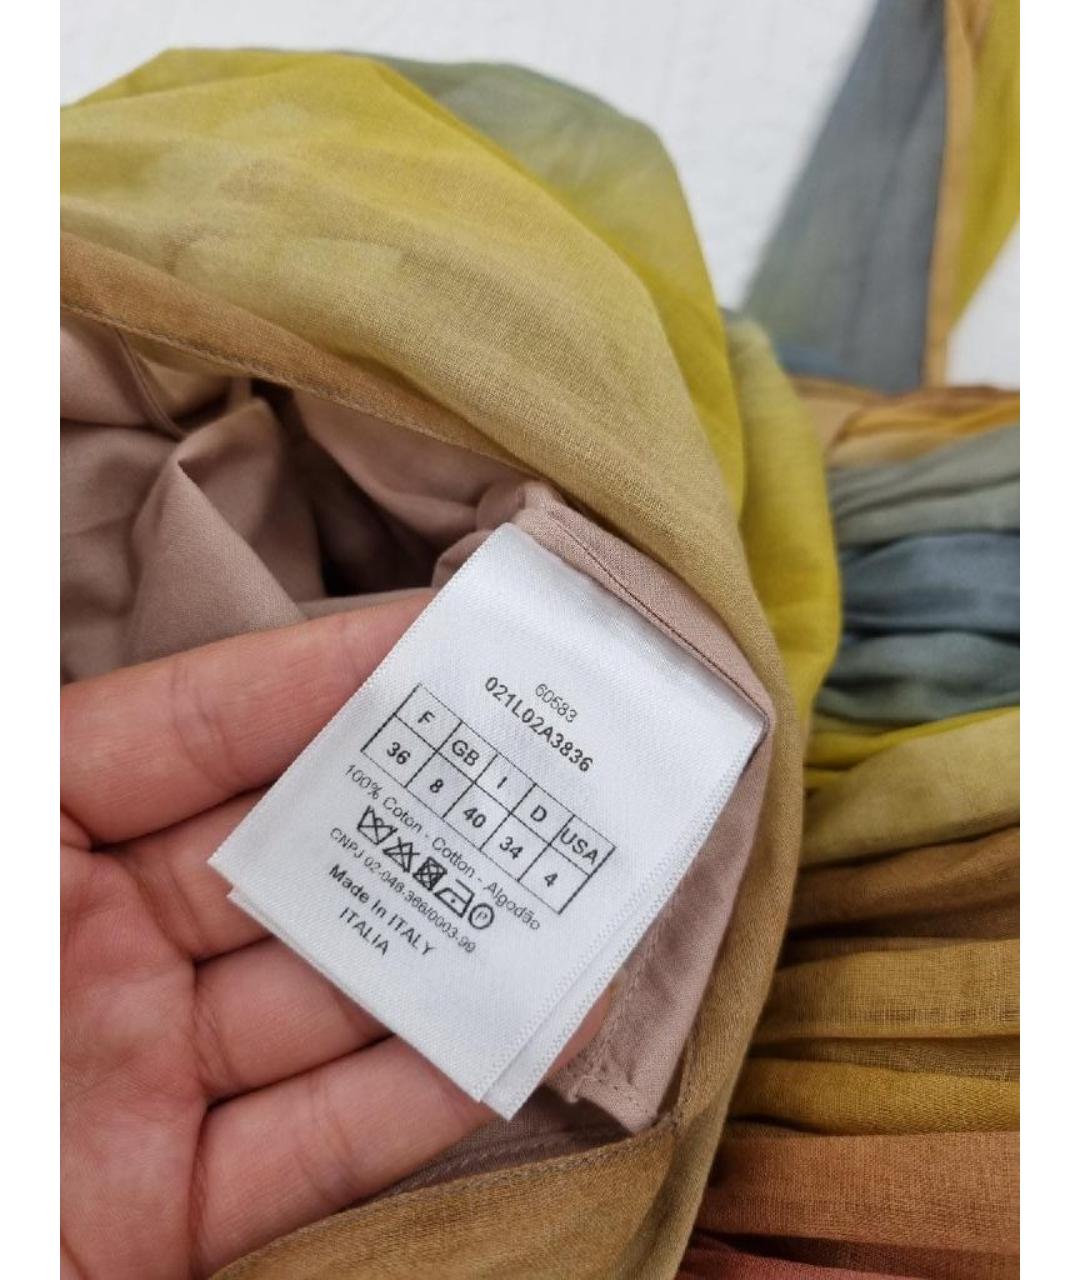 60583
021L02A3836
F GB I D USA
36 8 40 34 4
100% Coton - Cotton - Algodão
CNPJ 02-048-366/0003-99
Made In ITALY
ITALIA